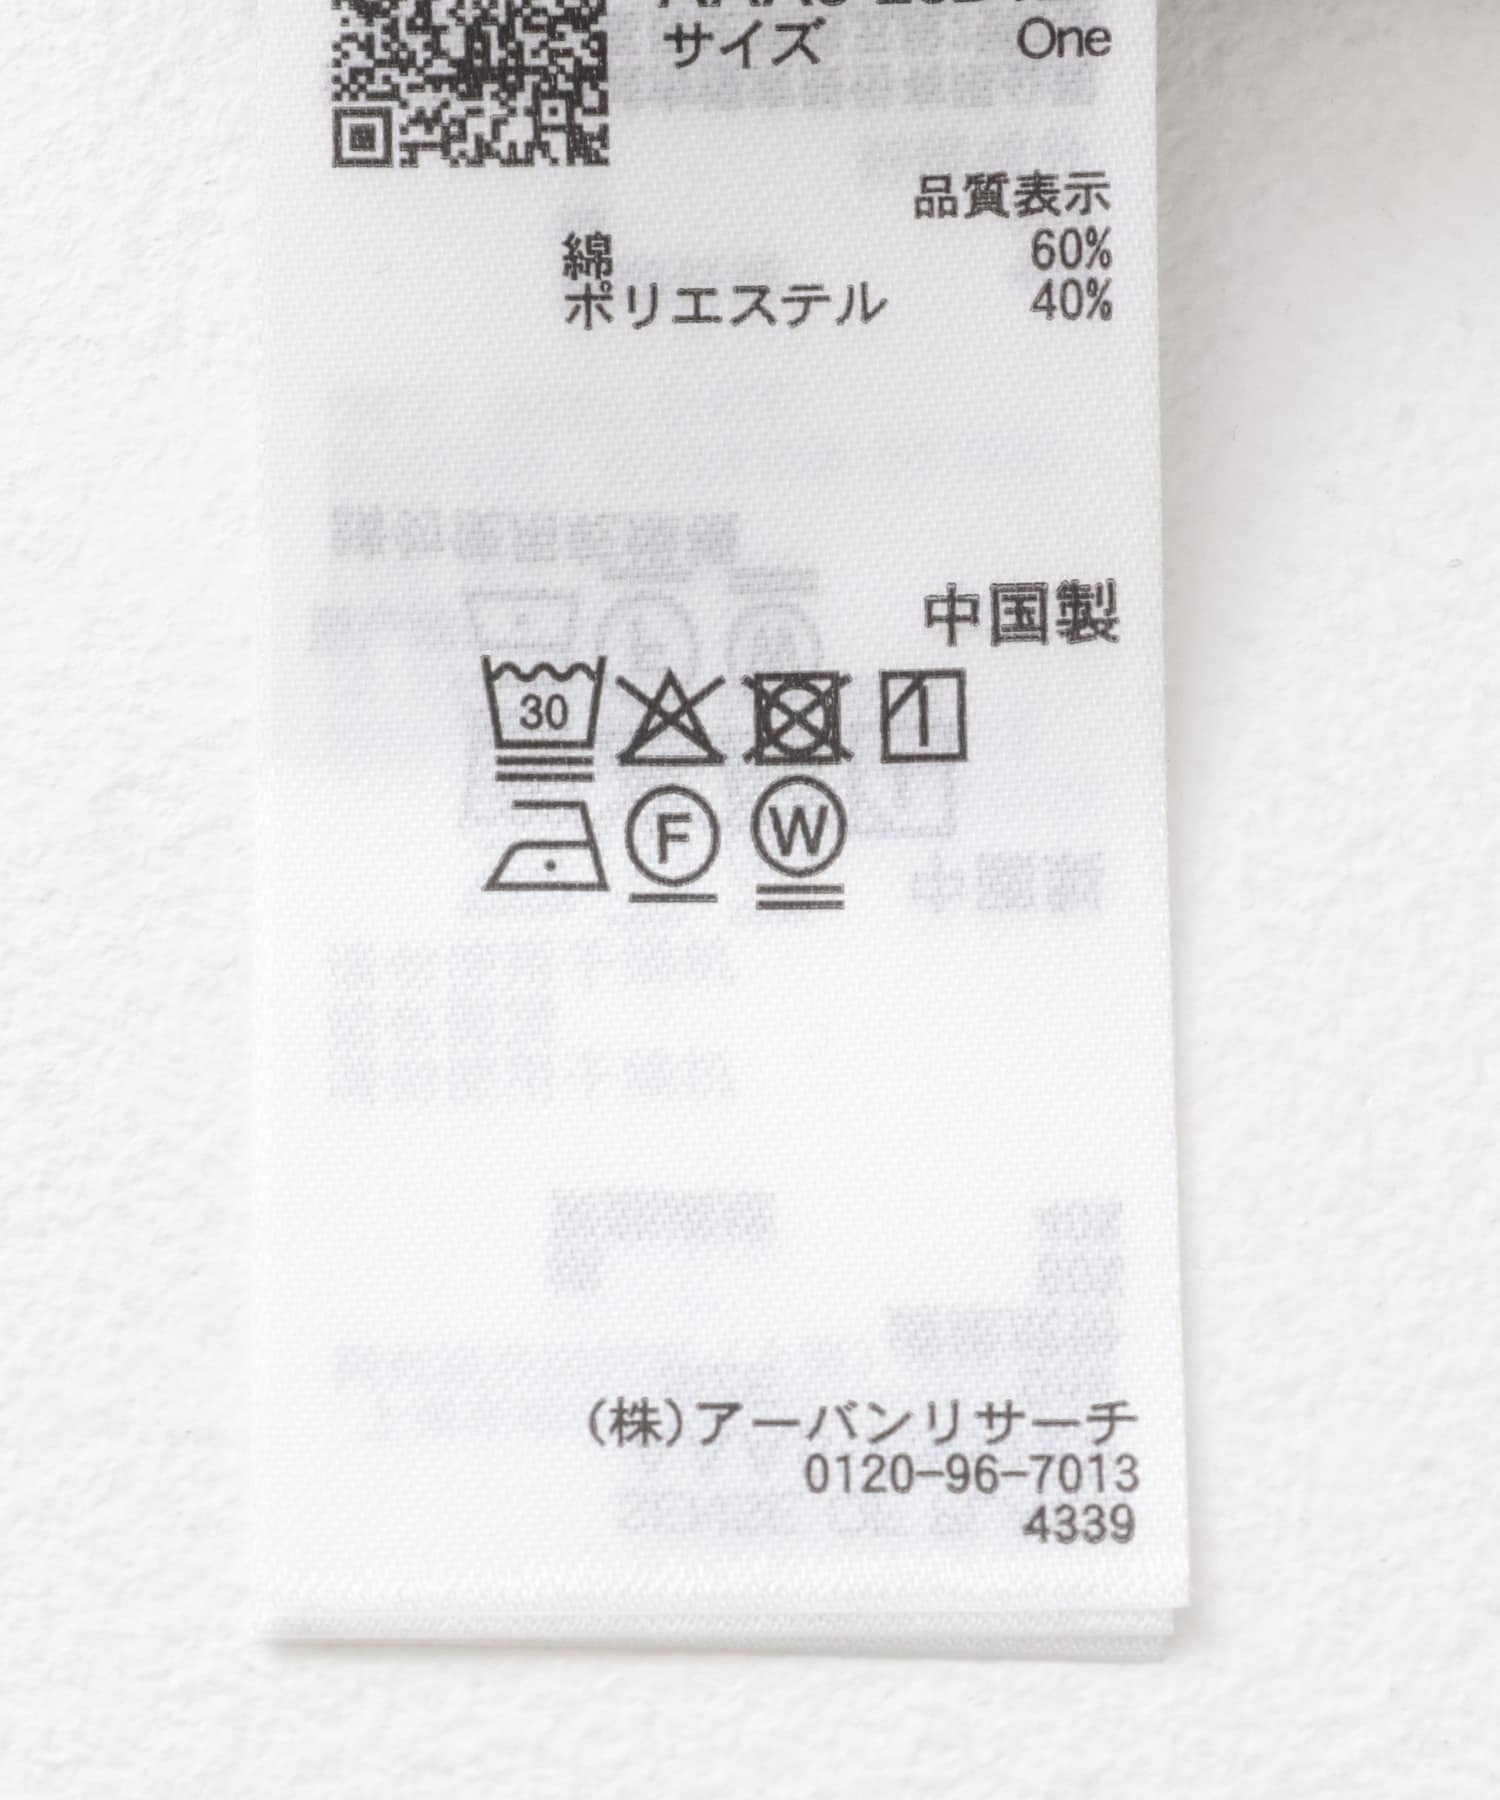 サイズ One
品質表示
綿 60%
ポリエステル 40%
中国製
30
F W
(株)アーバンリサーチ
0120-96-7013
4339